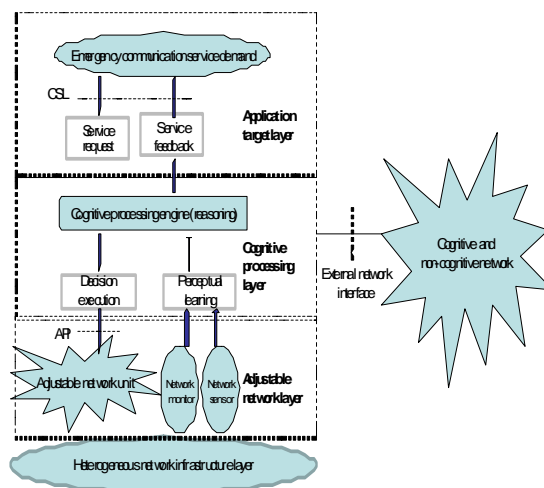 Emergency communication service demand
CSL
Service
request
Service
feedback
Application
target layer
Cognitive processing engine (reasoning)
Cognitive
processing
layer
Decision
execution
Perceptual
learning
External network
interface
Cognitive and
non-cognitive network
API
Adjustable network unit
Network
monitor
Network
sensor
Adjustable
network layer
Heterogeneous network infrastructure layer